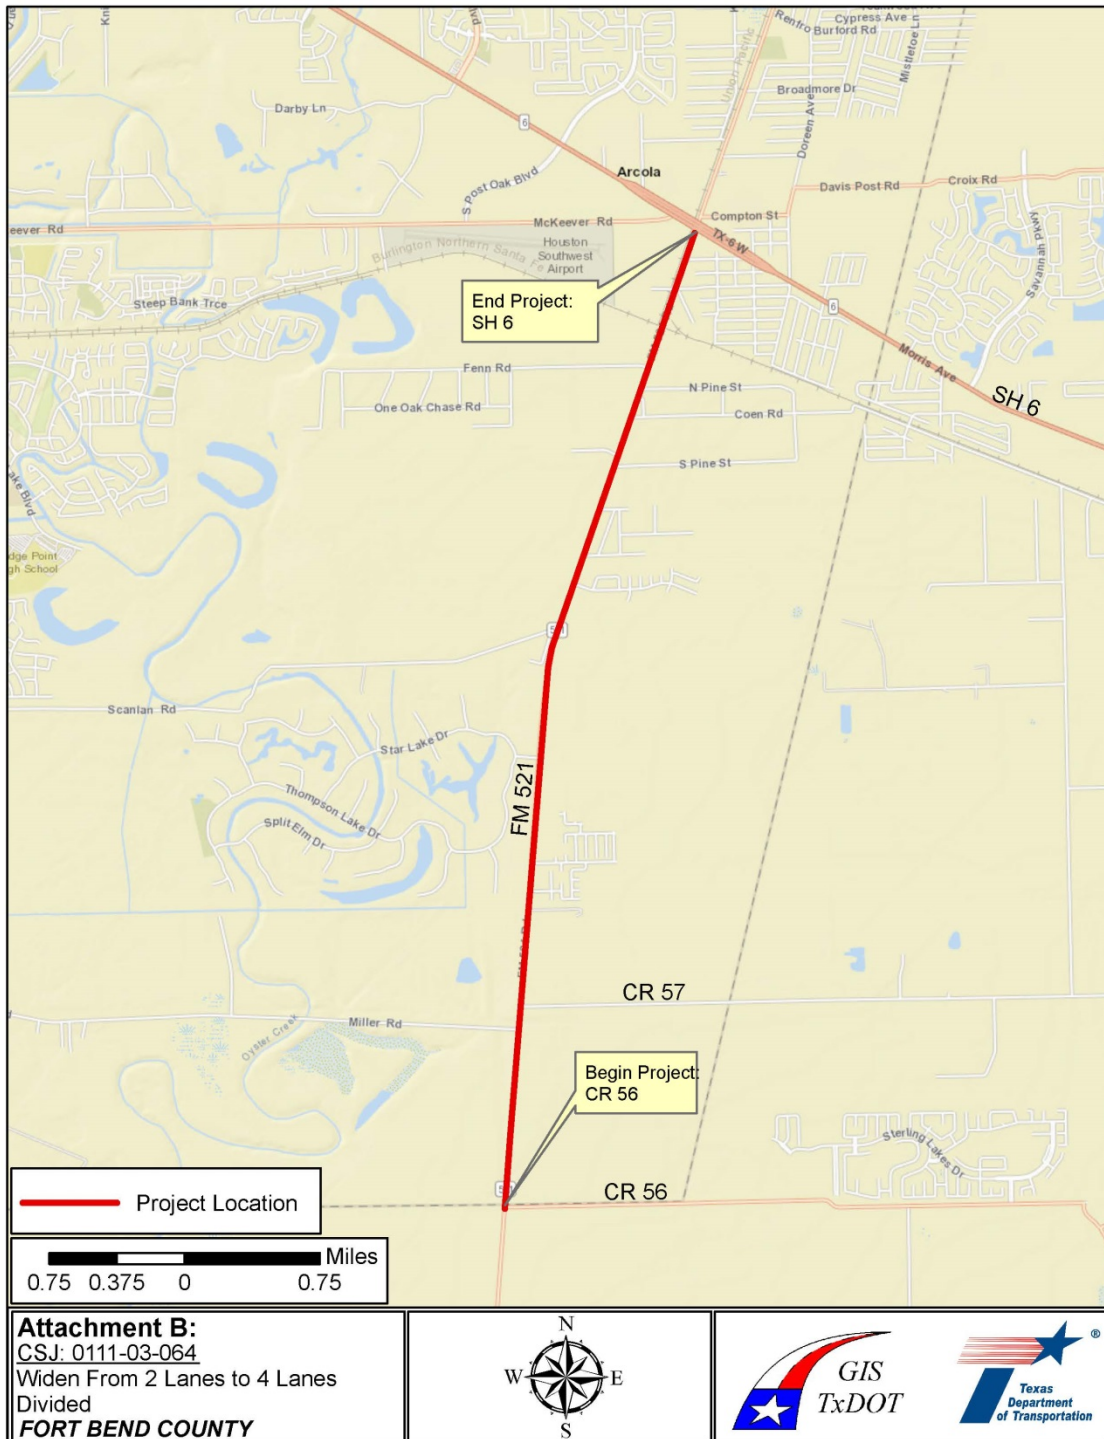 Cypress Ave
Renfro Burford Rd
Mistletoe Ln
Union Pacific
Broadmore Dr
Darby Ln
6
Doreen Ave
S Post Oak Blvd
Arcola
Davis Post Rd
Croix Rd
eever Rd
McKeever Rd
Compton St
TX-6 W
Savannah Pkwy
Burlington Northern Santa Fe
Houston
Southwest
Airport
Steep Bank Trce
End Project:
SH 6
6
Morris Ave
SH 6
Fenn Rd
N Pine St
One Oak Chase Rd
Coen Rd
S Pine St
ake Blvd
dge Point
gh School
Scanlan Rd
Star Lake Dr
Thompson Lake Dr
Split Elm Dr
FM 521
CR 57
Miller Rd
Oyster Creek
Begin Project:
CR 56
Sterling Lakes Dr
CR 56
Project Location
Miles
0.75 0.375 0 0.75
Attachment B:
CSJ: 0111-03-064
Widen From 2 Lanes to 4 Lanes
Divided
FORT BEND COUNTY
N
W E
S
GIS
TxDOT
®
Texas
Department
of Transportation